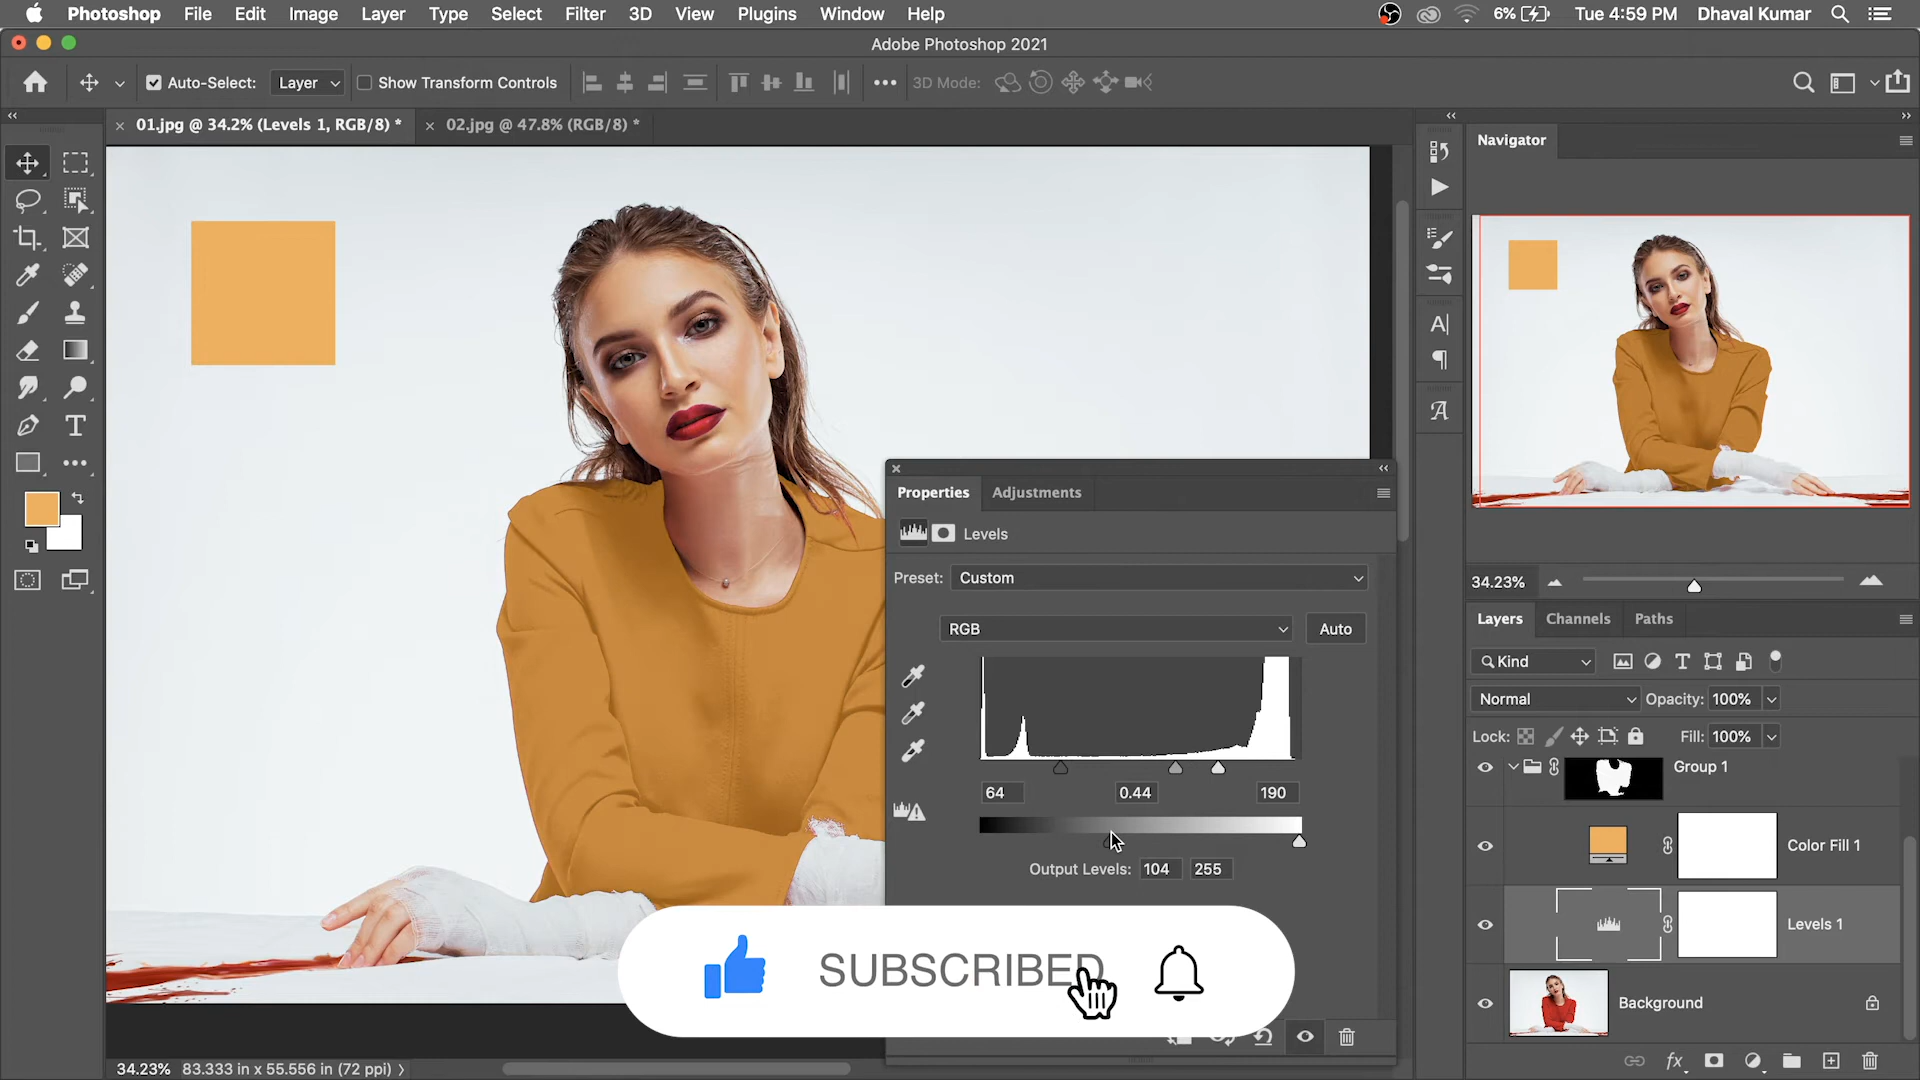 Photoshop File Edit Image Layer Type Select Filter 3D View Plugins Window Help 6% Tue 4:59 PM Dhaval Kumar
Adobe Photoshop 2021
Auto-Select: Layer Show Transform Controls 3D Mode:
01.jpg @ 34.2% (Levels 1, RGB/8) * 02.jpg @ 47.8% (RGB/8) *
Navigator
34.23%
Properties Adjustments
Levels
Preset: Custom
RGB Auto
64 0.44 190
Output Levels: 104 255
Layers Channels Paths
Kind
Normal Opacity: 100%
Lock: Fill: 100%
Group 1
Color Fill 1
Levels 1
Background
SUBSCRIBED
34.23% 83.333 in x 55.556 in (72 ppi)